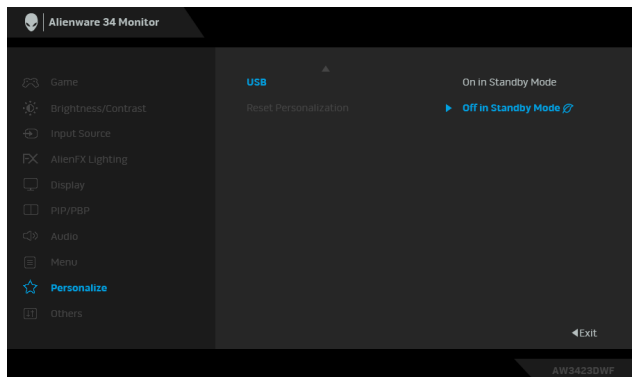 Alienware 34 Monitor
Game
Brightness/Contrast
Input Source
AlienFX Lighting
Display
PIP/PBP
Audio
Menu
Personalize
Others
USB
Reset Personalization
On in Standby Mode
Off in Standby Mode
Exit
AW3423DWF